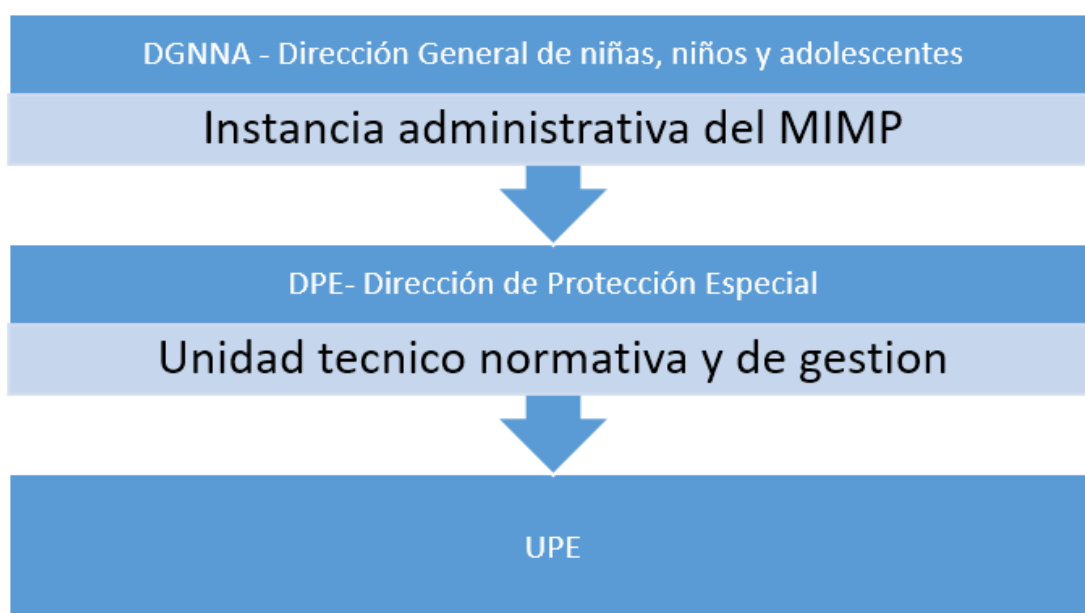 DGNNA - Dirección General de niñas, niños y adolescentes
Instancia administrativa del MIMP
DPE- Dirección de Protección Especial
Unidad tecnico normativa y de gestion
UPE